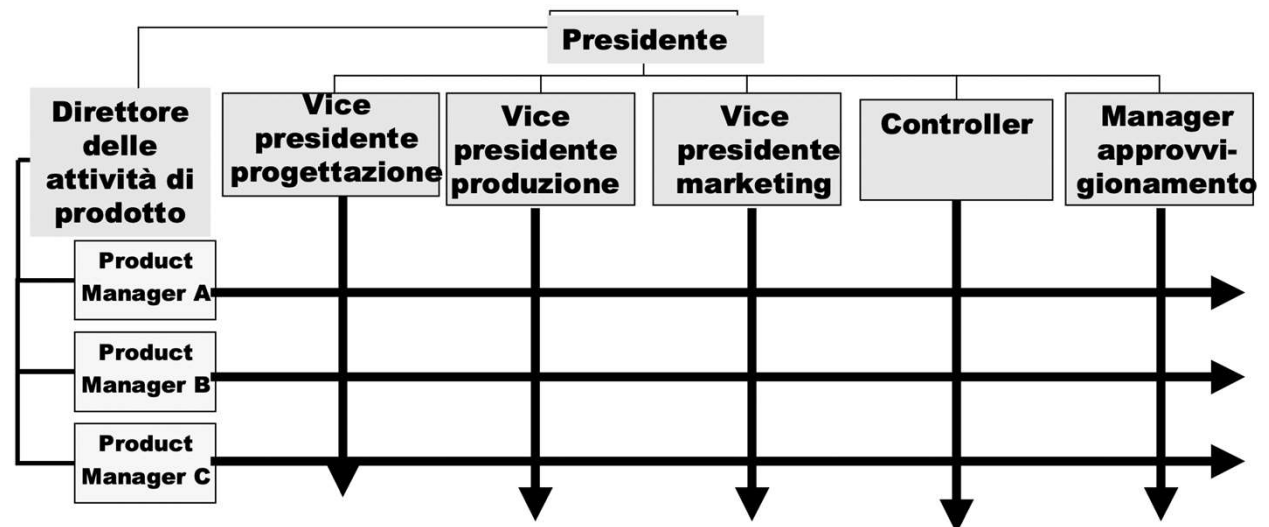 Presidente
Direttore
delle
attività di
prodotto
Vice
presidente
progettazione
Vice
presidente
produzione
Vice
presidente
marketing
Controller
Manager
approvvi-
gionamento
Product
Manager A
Product
Manager B
Product
Manager C